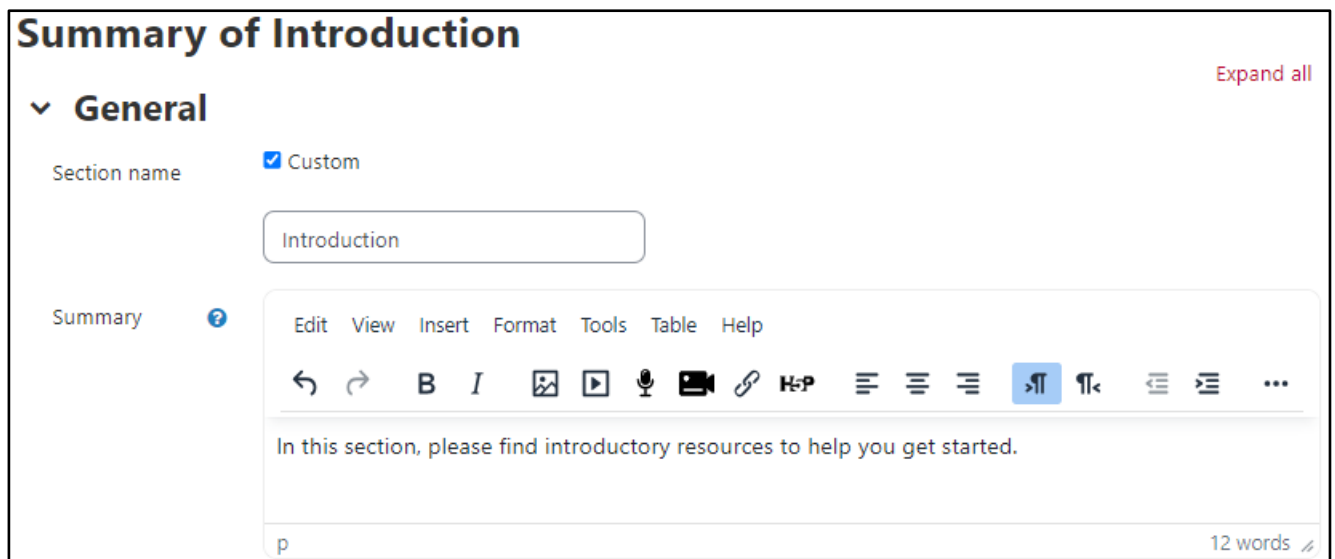 Summary of Introduction
Expand all
General
Section name
Custom
Introduction
Summary
Edit View Insert Format Tools Table Help
B I H5P
In this section, please find introductory resources to help you get started.
p
12 words